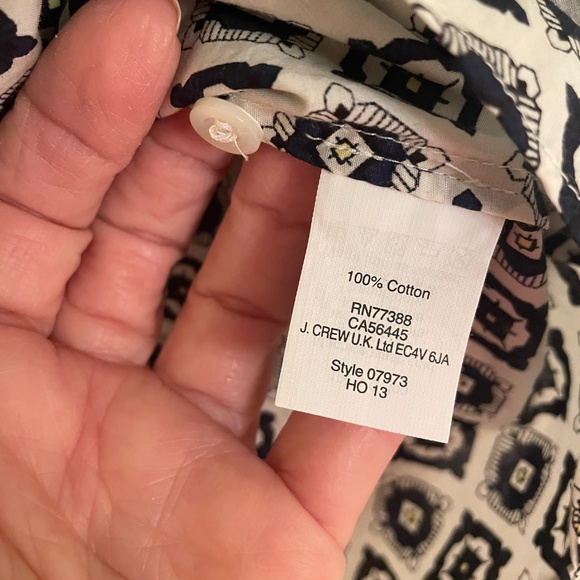 100% Cotton
RN77388
CA56445
J. CREW U.K. Ltd EC4V 6JA
Style 07973
HO 13